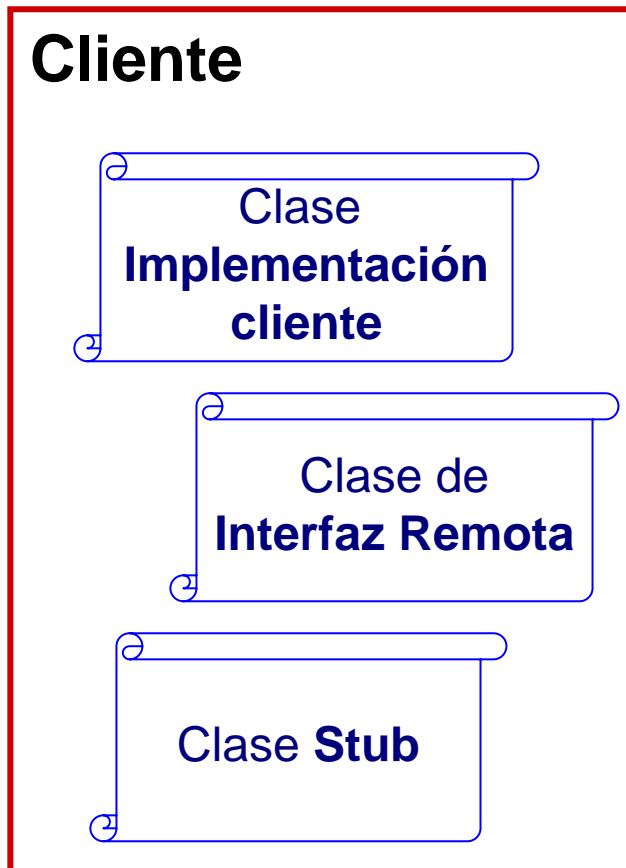 Cliente
Clase
Implementación
cliente
Clase de
Interfaz Remota
Clase Stub